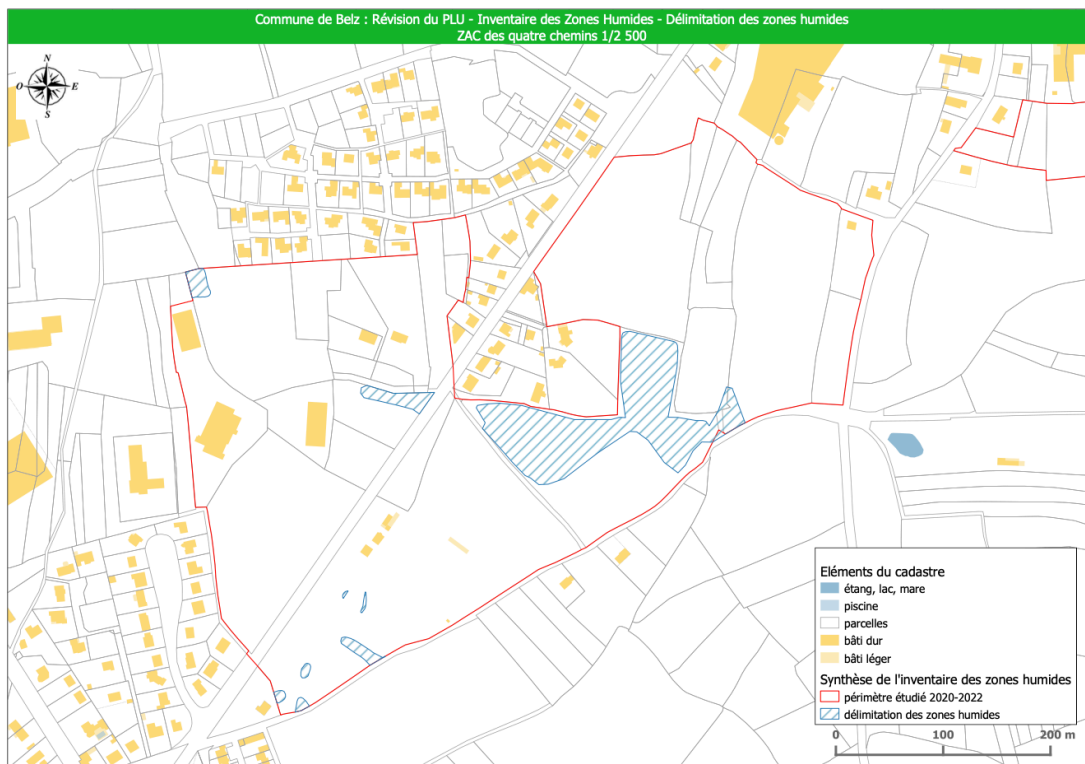 Commune de Belz : Révision du PLU - Inventaire des Zones Humides - Délimitation des zones humides
ZAC des quatre chemins 1/2 500
N
O E
S
Eléments du cadastre
étang, lac, mare
piscine
parcelles
bâti dur
bâti léger
Synthèse de l'inventaire des zones humides
périmètre étudié 2020-2022
délimitation des zones humides
0 100 200 m